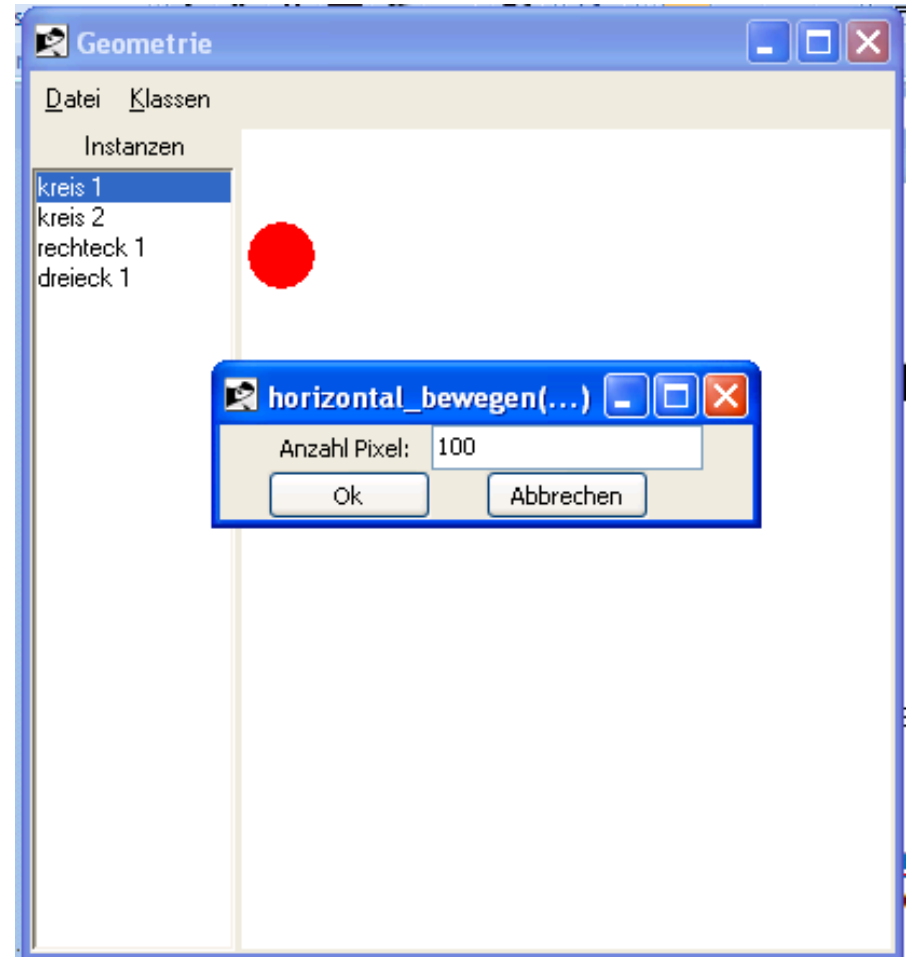 Geometrie
Datei Klassen
Instanzen
kreis 1
kreis 2
rechteck 1
dreieck 1
horizontal_bewegen(...)
Anzahl Pixel: 100
Ok Abbrechen